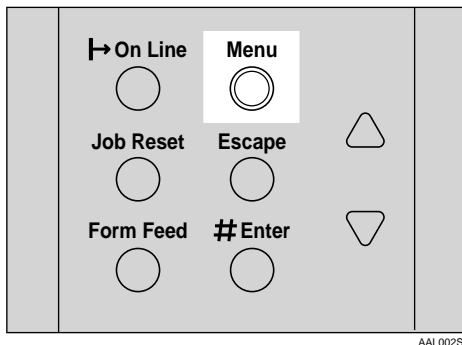 On Line Menu
Job Reset Escape
Form Feed # Enter
AAL002S